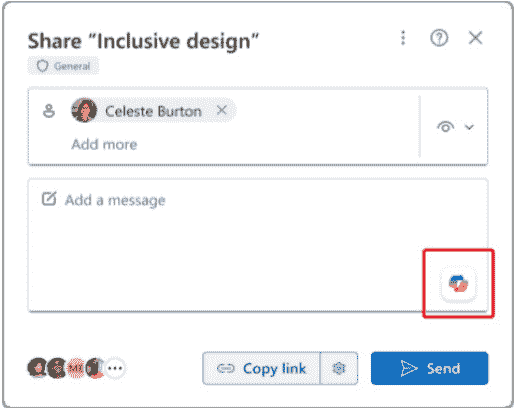 Share “Inclusive design”
General
Celeste Burton
Add more
Add a message
Copy link
Send